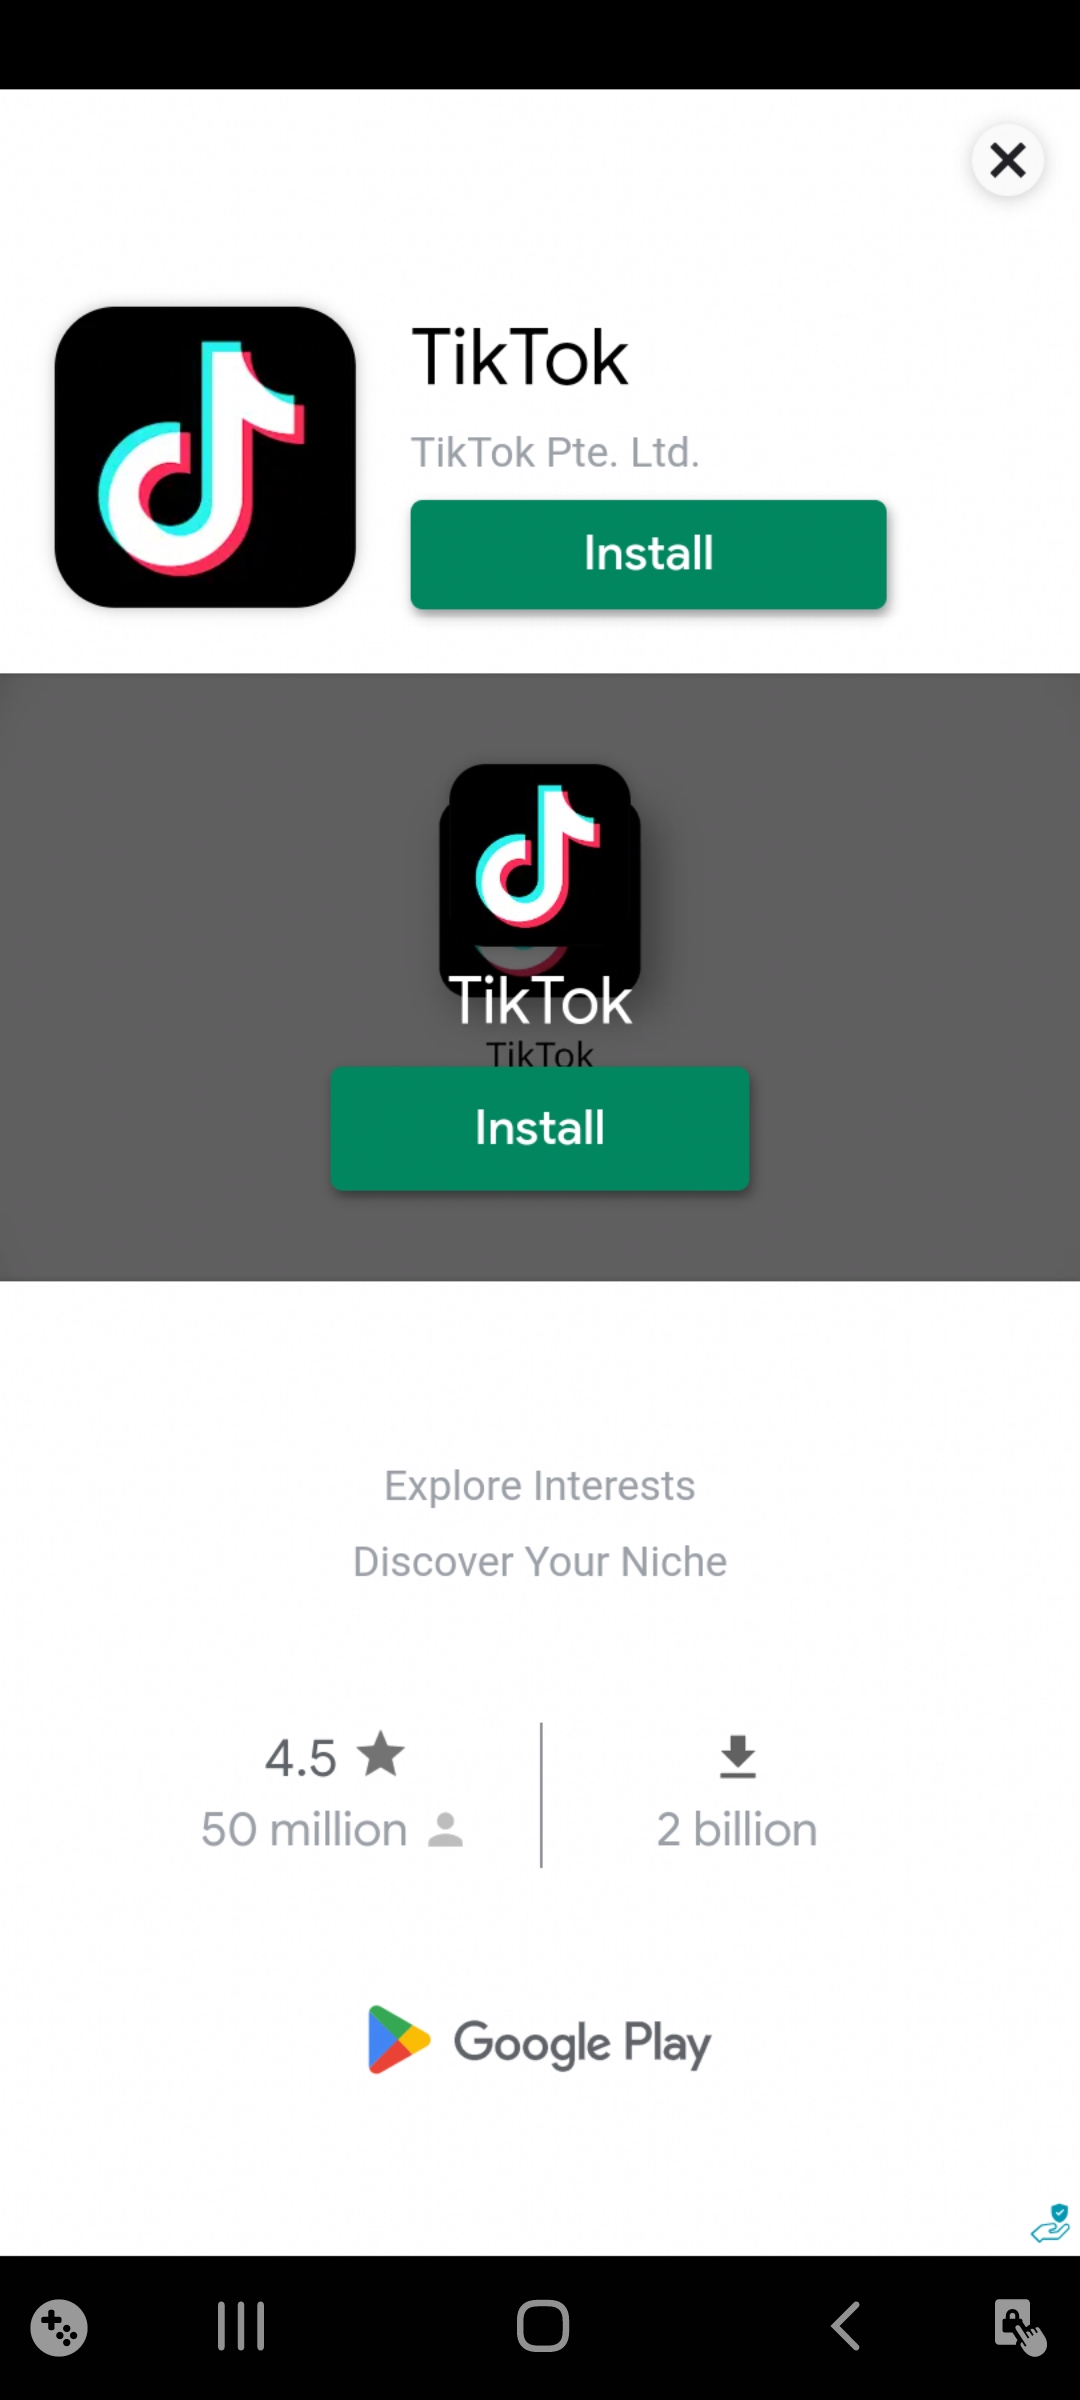 TikTok
TikTok Pte. Ltd.
Install
TikTok
TikTok
Install
Explore Interests
Discover Your Niche
4.5
50 million
2 billion
Google Play